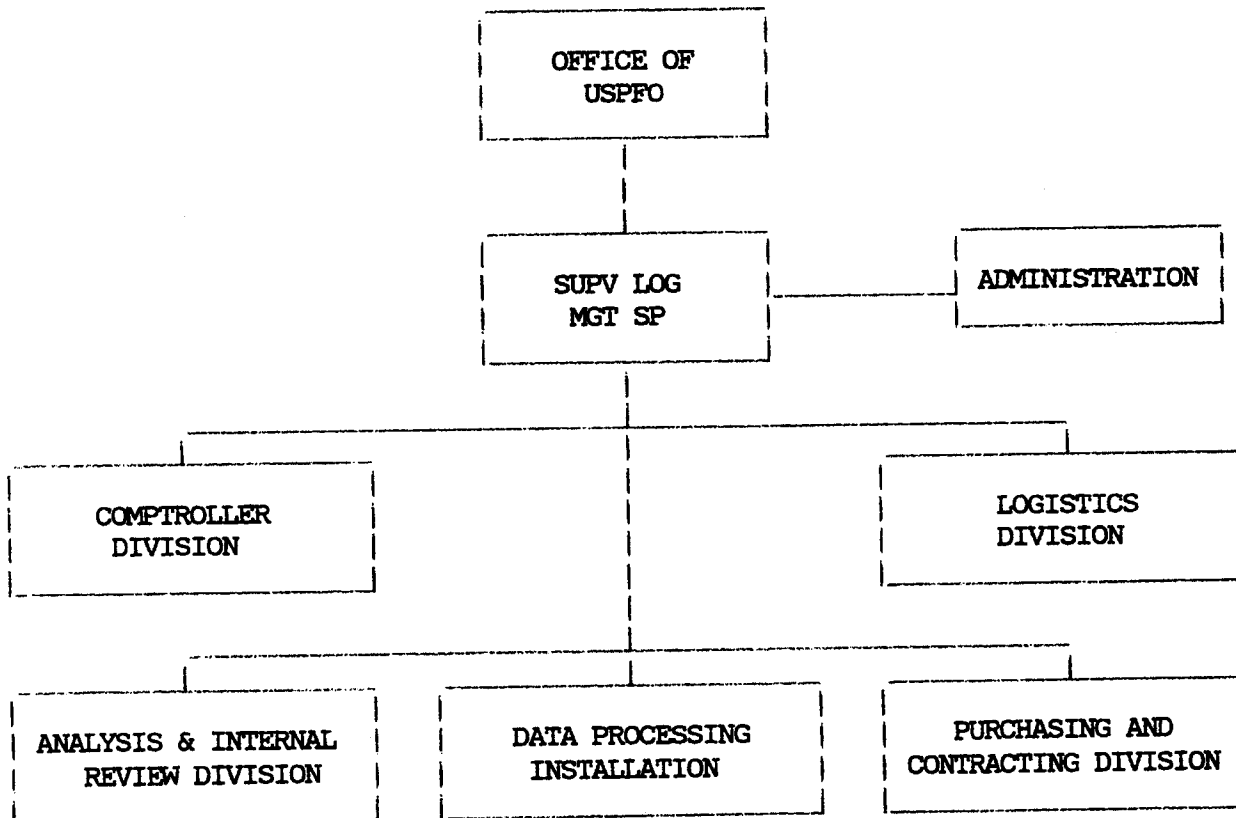 OFFICE OF
USPFO
SUPV LOG
MGT SP
ADMINISTRATION
COMPTROLLER
DIVISION
LOGISTICS
DIVISION
ANALYSIS & INTERNAL
REVIEW DIVISION
DATA PROCESSING
INSTALLATION
PURCHASING AND
CONTRACTING DIVISION